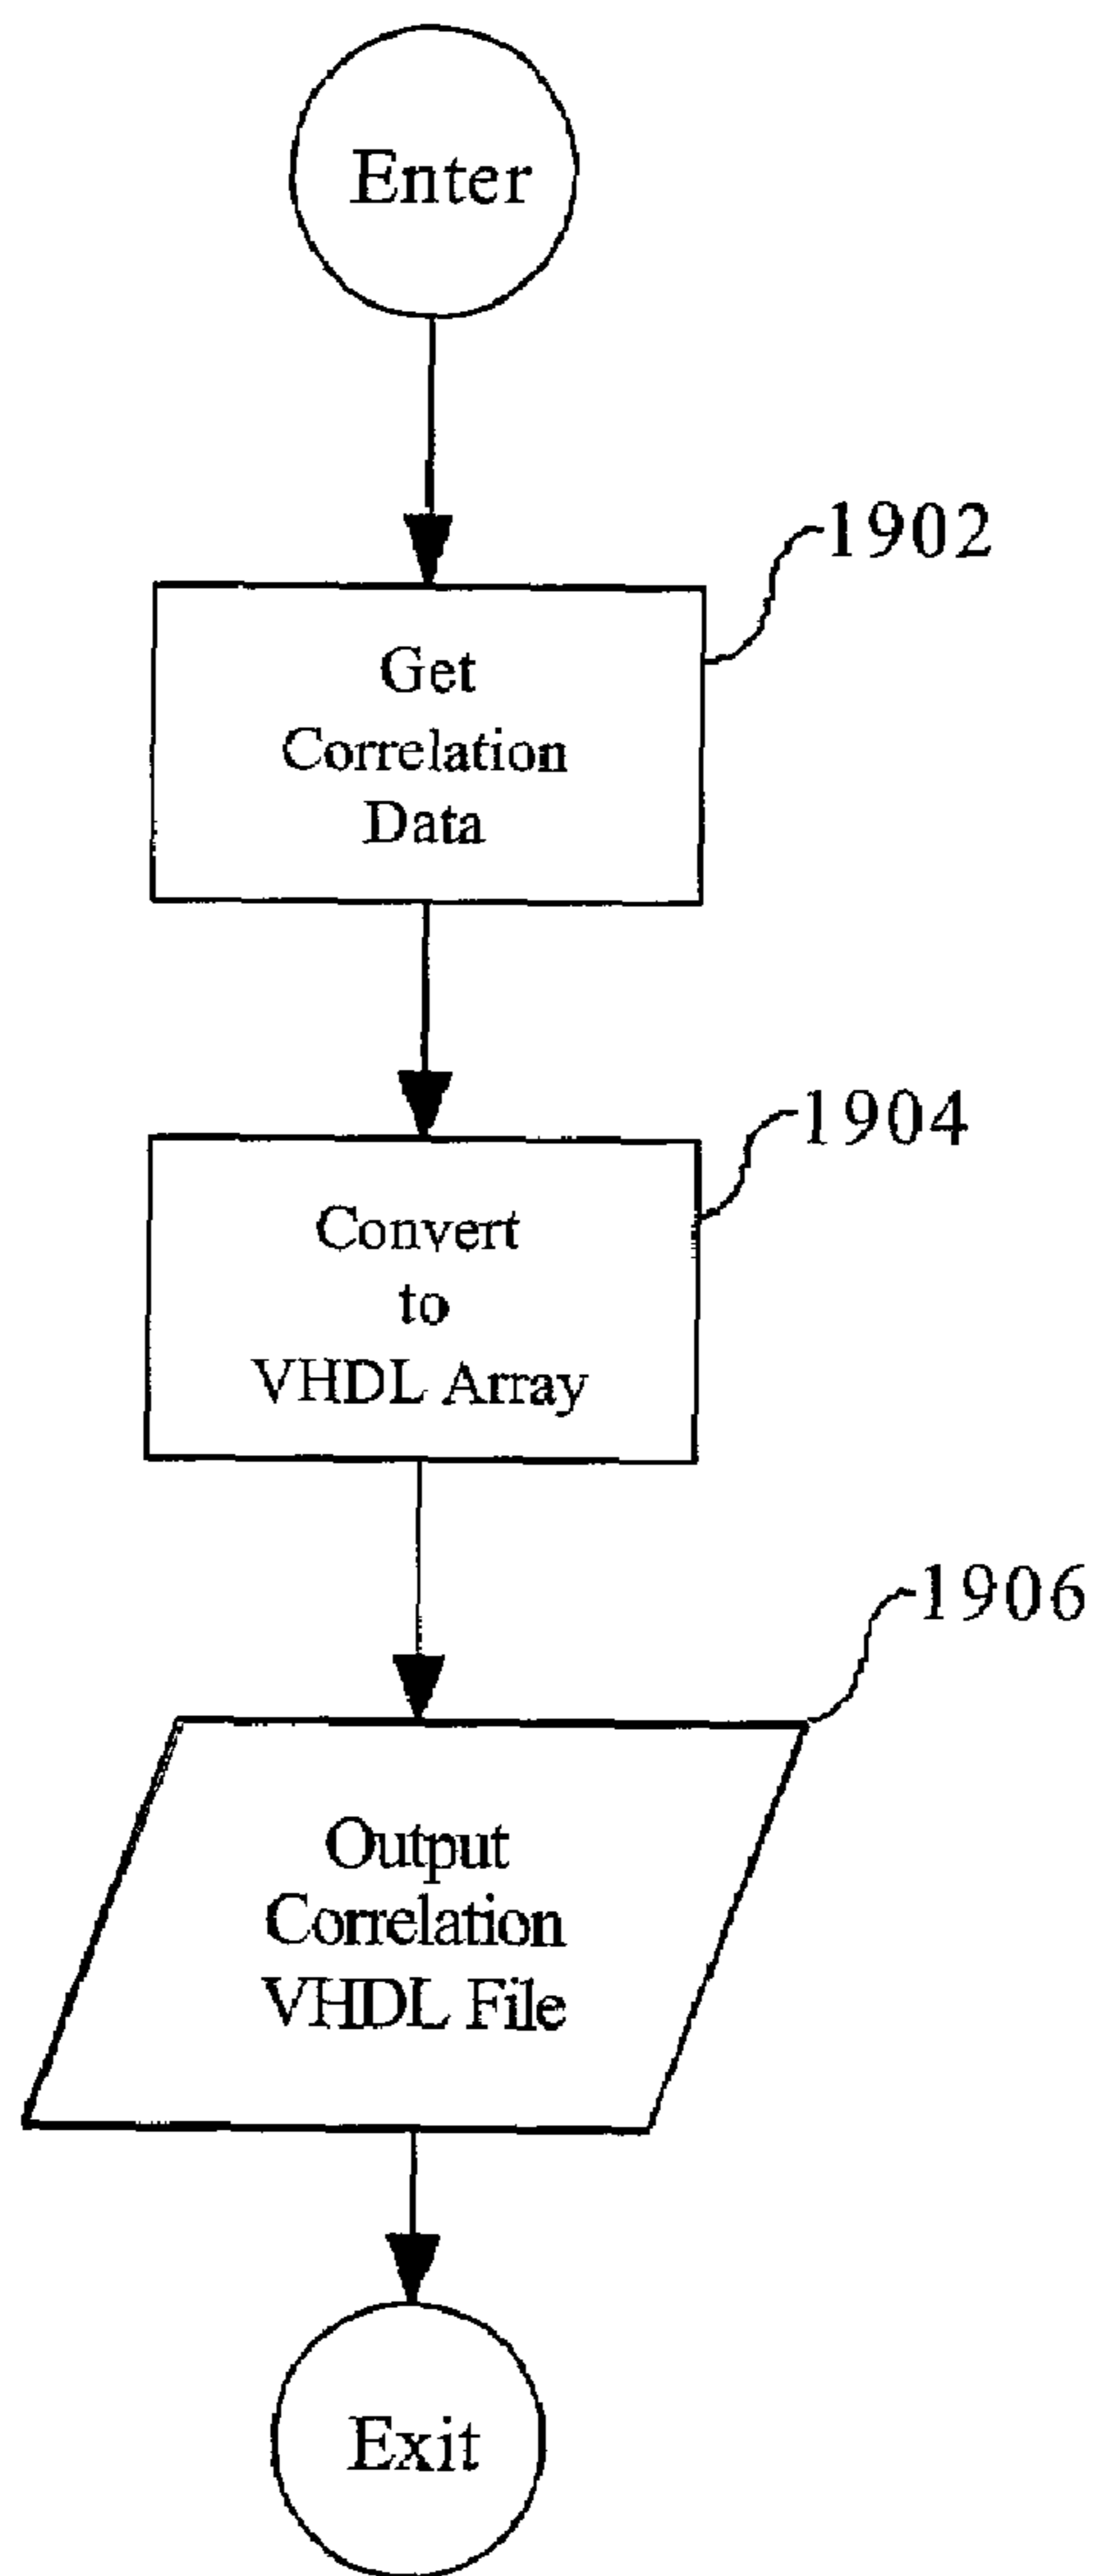 Enter
1902
Get
Correlation
Data
1904
Convert
to
VHDL Array
1906
Output
Correlation
VHDL File
Exit